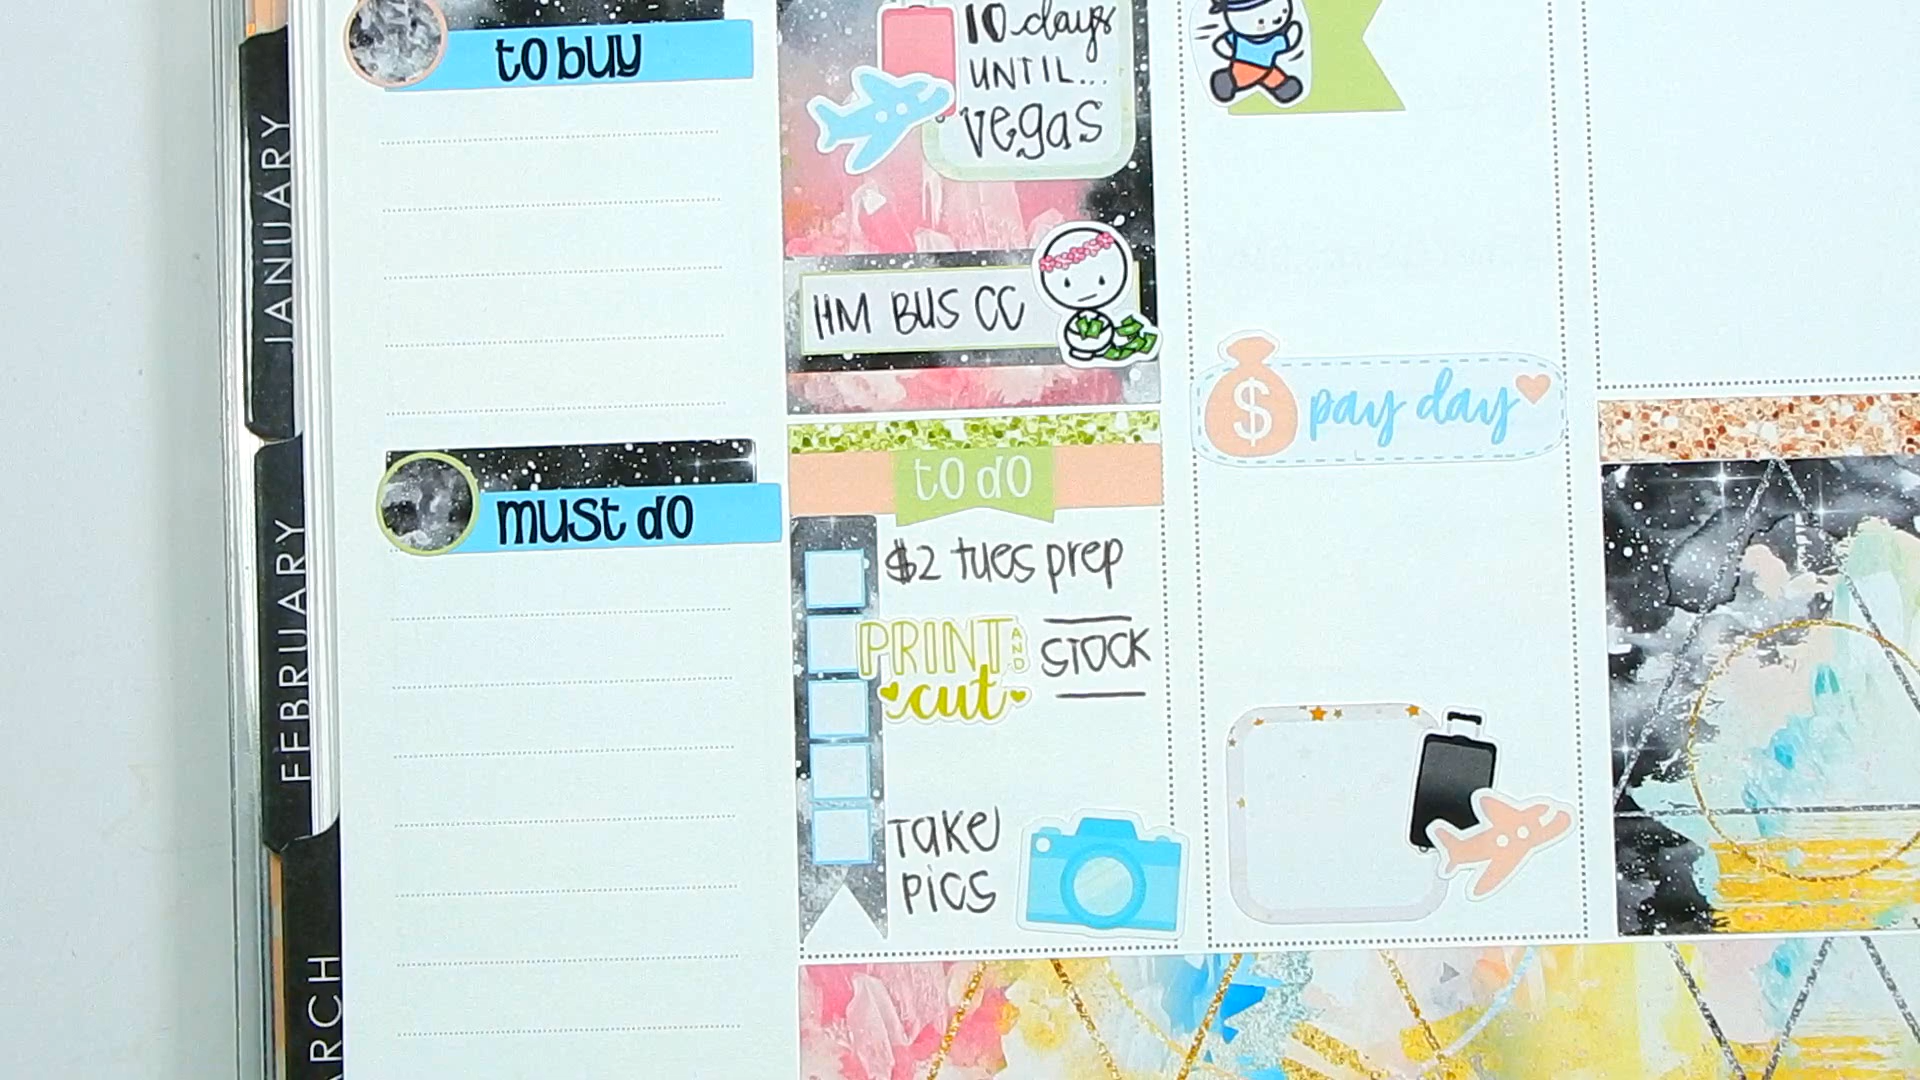 JANUARY
FEBRUARY
ARCH
to buy
must do
10 days
UNTIL...
VEGAS
HM BUS CC
to do
$2 tues prep
PRINT AND cut
STOCK
TAKE
PICS
$ pay day